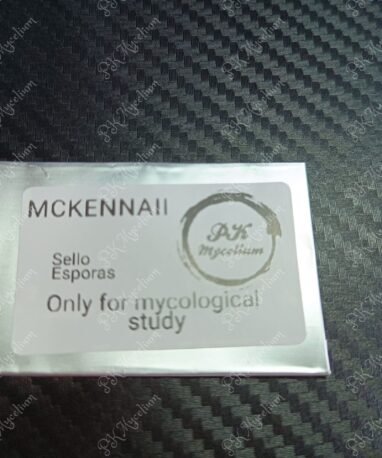 MCKENNAII
PK
Mycelium
Sello
Esporas
Only for mycological
study